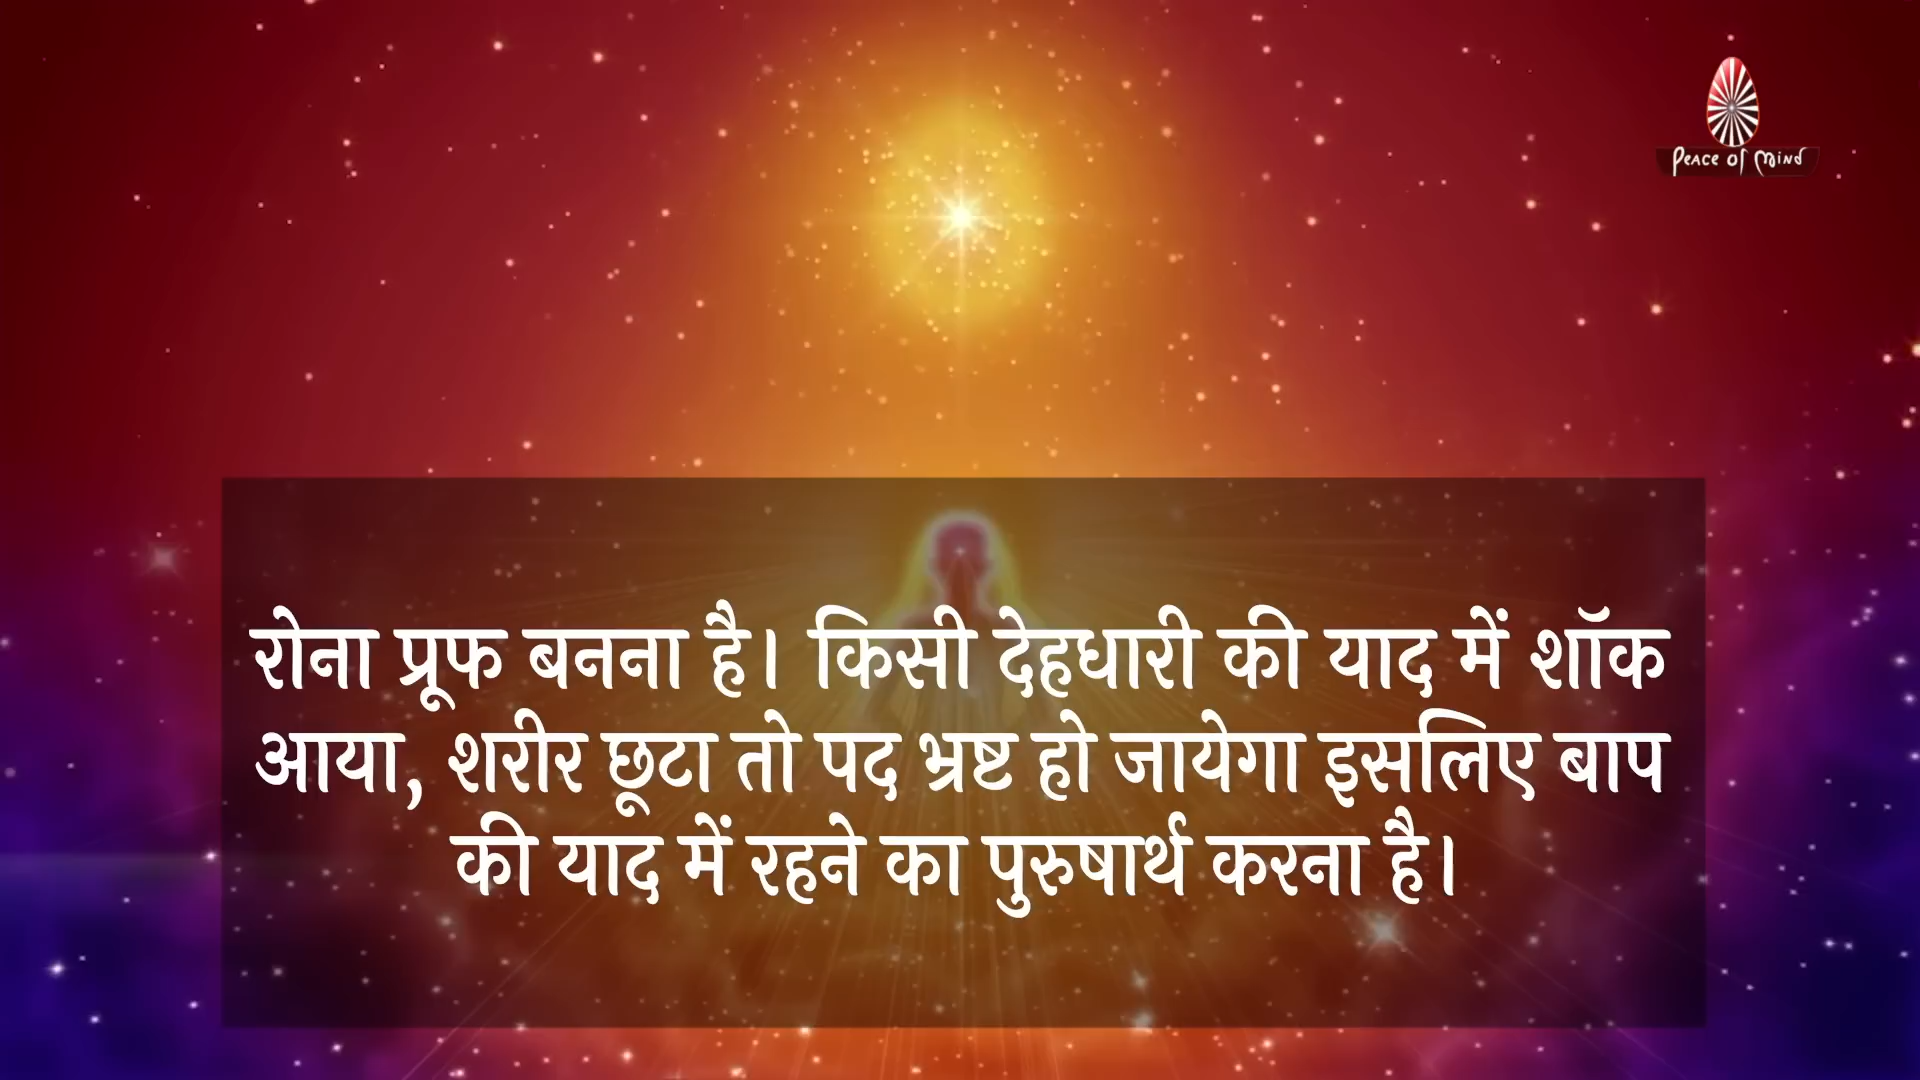 Peace of Mind
रोना प्रूफ बनना है। किसी देहधारी की याद में शॉक
आया, शरीर छूटा तो पद भ्रष्ट हो जायेगा इसलिए बाप
की याद में रहने का पुरुषार्थ करना है।